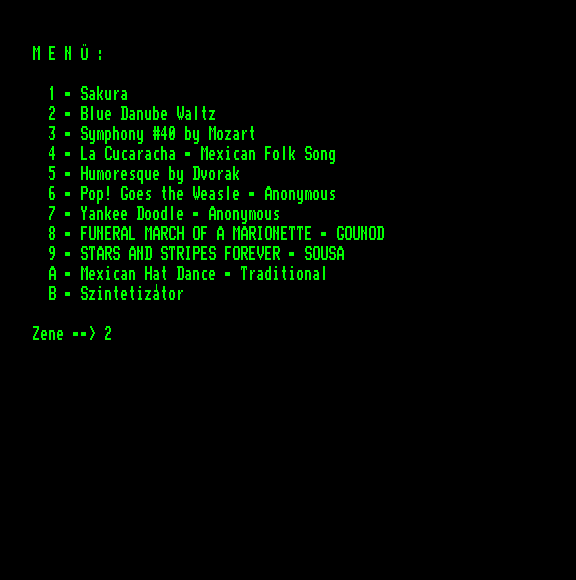 M E N Ü :
1 - Sakura
2 - Blue Danube Waltz
3 - Symphony #40 by Mozart
4 - La Cucaracha - Mexican Folk Song
5 - Humoresque by Dvorak
6 - Pop! Goes the Weasle - Anonymous
7 - Yankee Doodle - Anonymous
8 - FUNERAL MARCH OF A MARIONETTE - GOUNOD
9 - STARS AND STRIPES FOREVER - SOUSA
A - Mexican Hat Dance - Traditional
B - Szintetizátor
Zene --> 2